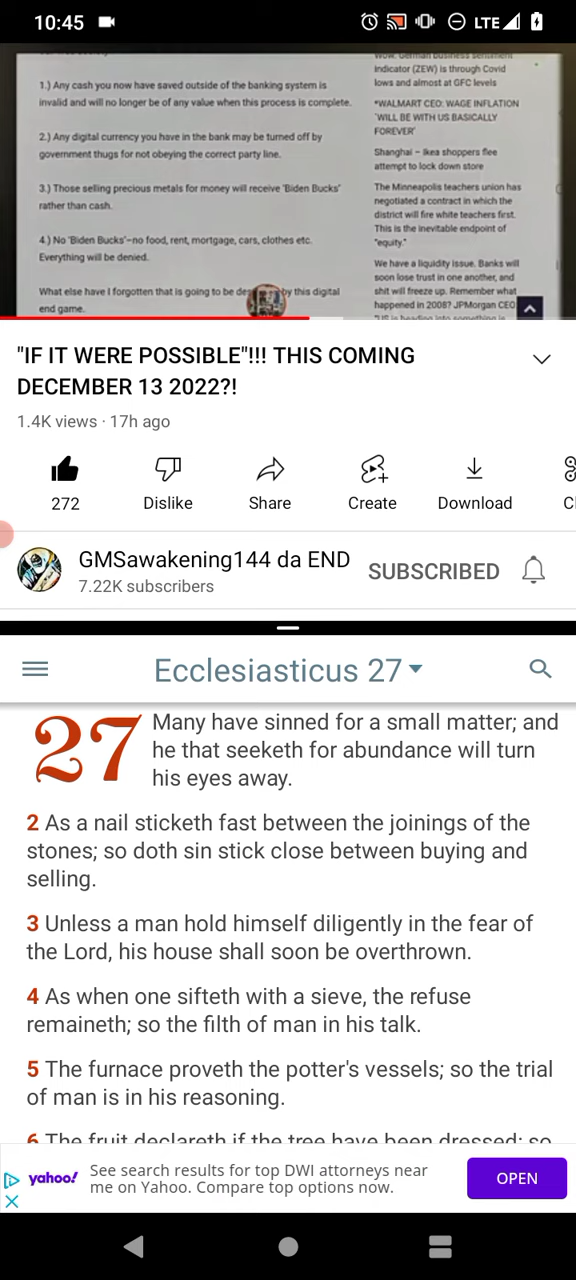 10:45
LTE
1.) Any cash you now have saved outside of the banking system is
invalid and will no longer be of any value when this process is complete.
2.) Any digital currency you have in the bank may be turned off by
government thugs for not obeying the correct party line.
3.) Those selling precious metals for money will receive 'Biden Bucks'
rather than cash.
4.) No 'Biden Bucks'–no food, rent, mortgage, cars, clothes etc.
Everything will be denied.
What else have I forgotten that is going to be by this digital
end game.
Wow. German business sentiment
Indicator (ZEW) is through Covid
lows and almost at GFC levels
*WALMART CEO: WAGE INFLATION
'WILL BE WITH US BASICALLY
FOREVER'
Shanghai – Ikea shoppers flee
attempt to lock down store
The Minneapolis teachers union has
negotiated a contract in which the
district will fire white teachers first.
This is the inevitable endpoint of
"equity."
We have a liquidity issue. Banks will
soon lose trust in one another, and
shit will freeze up. Remember what
happened in 2008? JPMorgan CEO:
"IF IT WERE POSSIBLE"!!! THIS COMING
DECEMBER 13 2022?!
1.4K views · 17h ago
272
Dislike
Share
Create
Download
Cl
GMSawakening144 da END
7.22K subscribers
SUBSCRIBED
Ecclesiasticus 27
27 Many have sinned for a small matter; and
he that seeketh for abundance will turn
his eyes away.
2 As a nail sticketh fast between the joinings of the
stones; so doth sin stick close between buying and
selling.
3 Unless a man hold himself diligently in the fear of
the Lord, his house shall soon be overthrown.
4 As when one sifteth with a sieve, the refuse
remaineth; so the filth of man in his talk.
5 The furnace proveth the potter's vessels; so the trial
of man is in his reasoning.
6 The fruit declareth if the tree have been dressed; so
yahoo!
See search results for top DWI attorneys near
me on Yahoo. Compare top options now.
OPEN